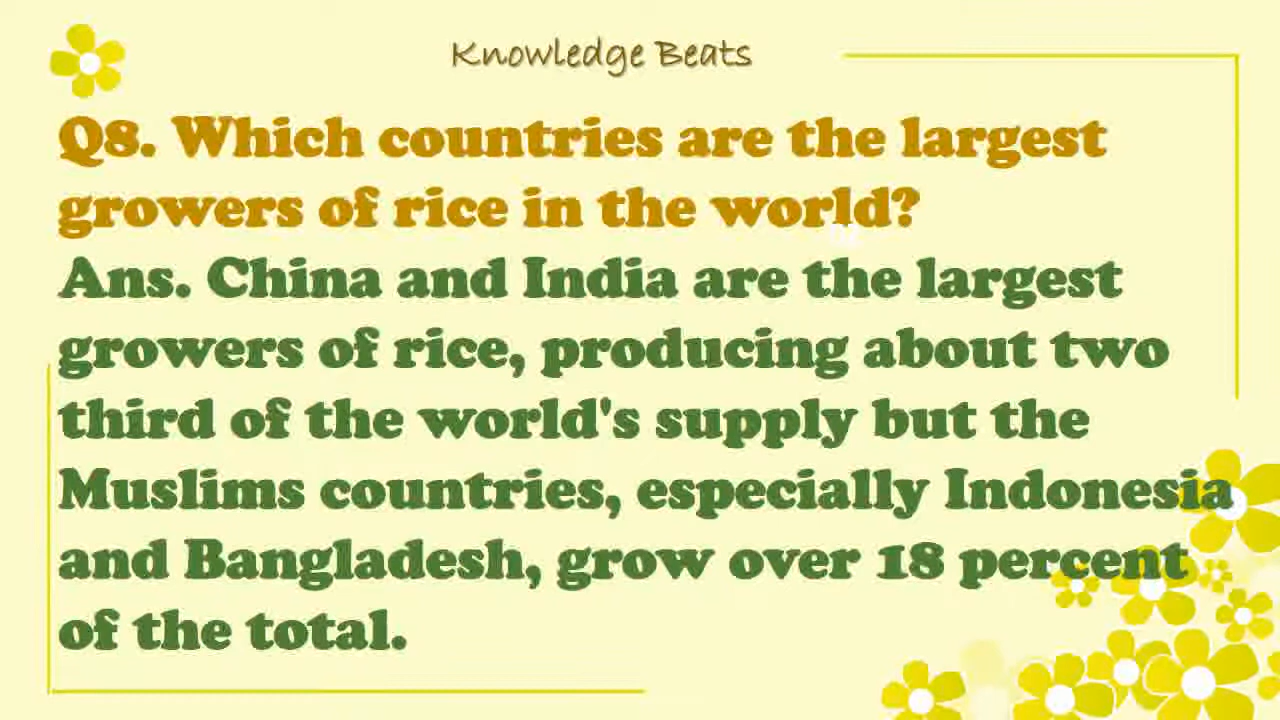 Knowledge Beats
Q8. Which countries are the largest
growers of rice in the world?
Ans. China and India are the largest
growers of rice, producing about two
third of the world's supply but the
Muslims countries, especially Indonesia
and Bangladesh, grow over 18 percent
of the total.